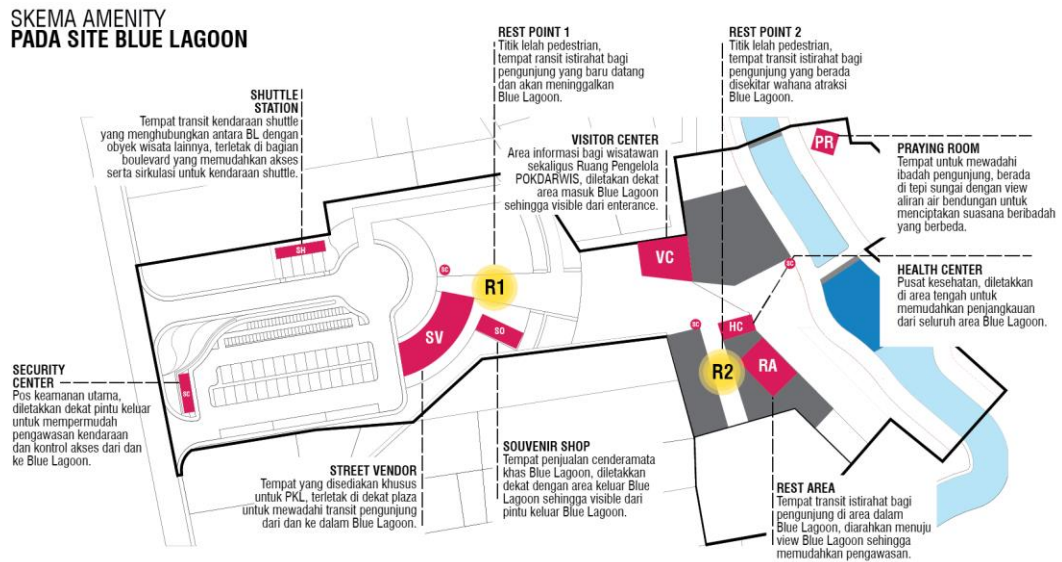 SKEMA AMENITY
PADA SITE BLUE LAGOON
REST POINT 1
Titik lelah pedestrian,
tempat ransit istirahat bagi
pengunjung yang baru datang
dan akan meninggalkan
Blue Lagoon.
REST POINT 2
Titik lelah pedestrian,
tempat transit istirahat bagi
pengunjung yang berada
disekitar wahana atraksi
Blue Lagoon.
SHUTTLE
STATION
Tempat transit kendaraan shuttle
yang menghubungkan antara BL dengan
obyek wisata lainnya, terletak di bagian
boulevard yang memudahkan akses
serta sirkulasi untuk kendaraan shuttle.
VISITOR CENTER
Area informasi bagi wisatawan
sekaligus Ruang Pengelola
POKDARWIS, diletakan dekat
area masuk Blue Lagoon
sehingga visible dari enterance.
PR
PRAYING ROOM
Tempat untuk mewadahi
ibadah pengunjung, berada
di tepi sungai dengan view
aliran air bendungan untuk
menciptakan suasana beribadah
yang berbeda.
SH
SC
R1
VC
SC
HEALTH CENTER
Pusat kesehatan, diletakkan
di area tengah untuk
memudahkan penjangkauan
dari seluruh area Blue Lagoon.
SV
SO
SC
HC
R2
RA
SECURITY
CENTER
Pos keamanan utama,
diletakkan dekat pintu keluar
untuk mempermudah
pengawasan kendaraan
dan kontrol akses dari dan
ke Blue Lagoon.
SC
STREET VENDOR
Tempat yang disediakan khusus
untuk PKL, terletak di dekat plaza
untuk mewadahi transit pengunjung
dari dan ke dalam Blue Lagoon.
SOUVENIR SHOP
Tempat penjualan cenderamata
khas Blue Lagoon, diletakkan
dekat dengan area keluar Blue
Lagoon sehingga visible dari
pintu keluar Blue Lagoon.
REST AREA
Tempat transit istirahat bagi
pengunjung di area dalam
Blue Lagoon, diarahkan menuju
view Blue Lagoon sehingga
memudahkan pengawasan.